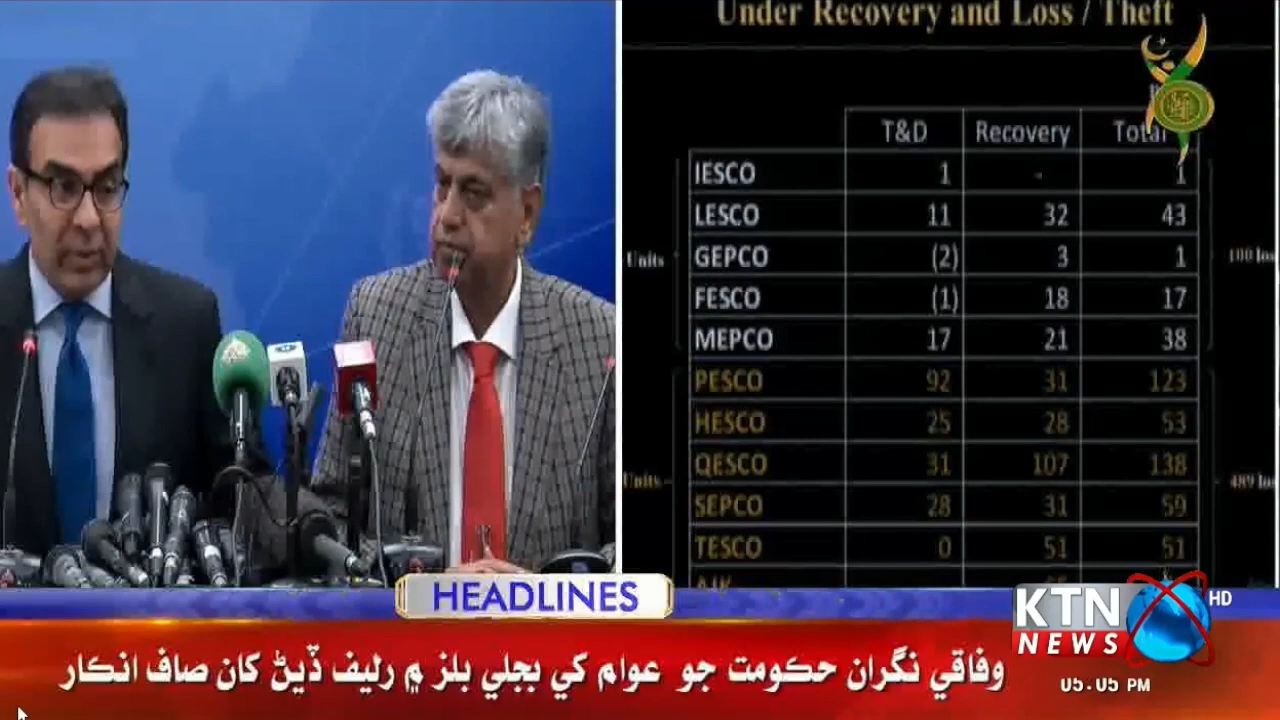 Under Recovery and Loss / Theft
T&D Recovery Total
IESCO 1 - 1
LESCO 11 32 43
GEPCO (2) 3 1
Units
FESCO (1) 18 17
MEPCO 17 21 38
PESCO 92 31 123
HESCO 25 28 53
QESCO 31 107 138
Units
SEPCO 28 31 59
TESCO 0 51 51
HEADLINES
KTN NEWS HD
وفاقي نگران حڪومت جو عوام کي بجلي بلز ۾ رليف ڏيڻ کان صاف انڪار
05.05 PM